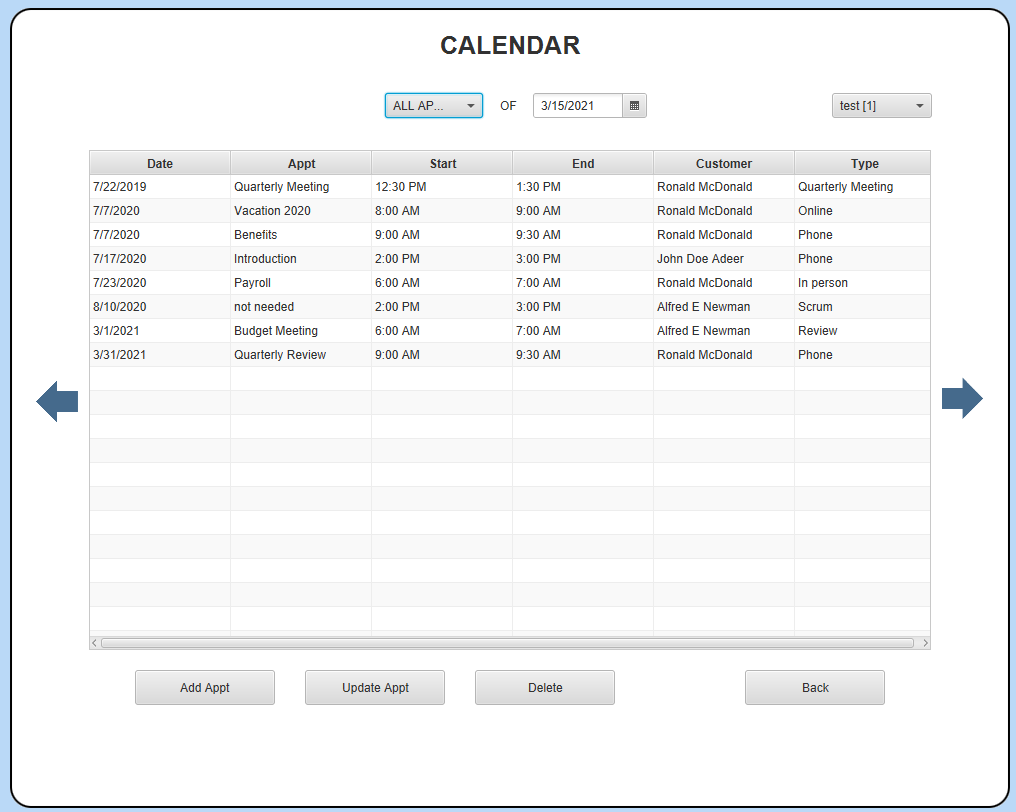 CALENDAR
ALL AP... OF 3/15/2021 test [1]
Date Appt Start End Customer Type
7/22/2019 Quarterly Meeting 12:30 PM 1:30 PM Ronald McDonald Quarterly Meeting
7/7/2020 Vacation 2020 8:00 AM 9:00 AM Ronald McDonald Online
7/7/2020 Benefits 9:00 AM 9:30 AM Ronald McDonald Phone
7/17/2020 Introduction 2:00 PM 3:00 PM John Doe Adeer Phone
7/23/2020 Payroll 6:00 AM 7:00 AM Ronald McDonald In person
8/10/2020 not needed 2:00 PM 3:00 PM Alfred E Newman Scrum
3/1/2021 Budget Meeting 6:00 AM 7:00 AM Alfred E Newman Review
3/31/2021 Quarterly Review 9:00 AM 9:30 AM Ronald McDonald Phone
Add Appt Update Appt Delete Back